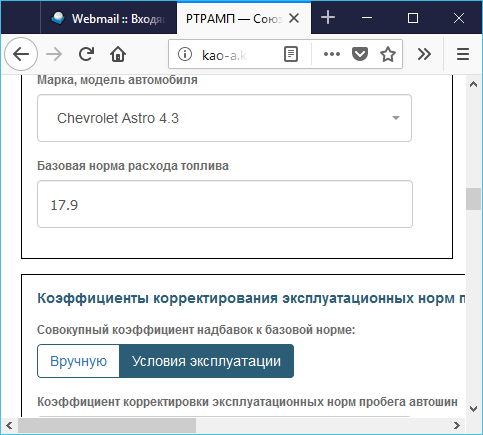 Webmail :: Входя
РТРАМП — Союз
kao-a.k
Марка, модель автомобиля
Chevrolet Astro 4.3
Базовая норма расхода топлива
17.9
Коэффициенты корректирования эксплуатационных норм п
Совокупный коэффициент надбавок к базовой норме:
Вручную
Условия эксплуатации
Коэффициент корректировки эксплуатационных норм пробега автошин